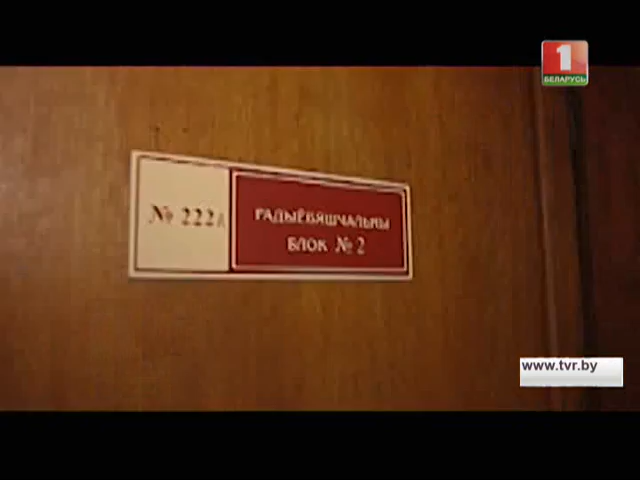 1
БЕЛАРУСЬ
№ 222А
РАДЫЁВЯШЧАЛЬНЫ
БЛОК № 2
www.tvr.by